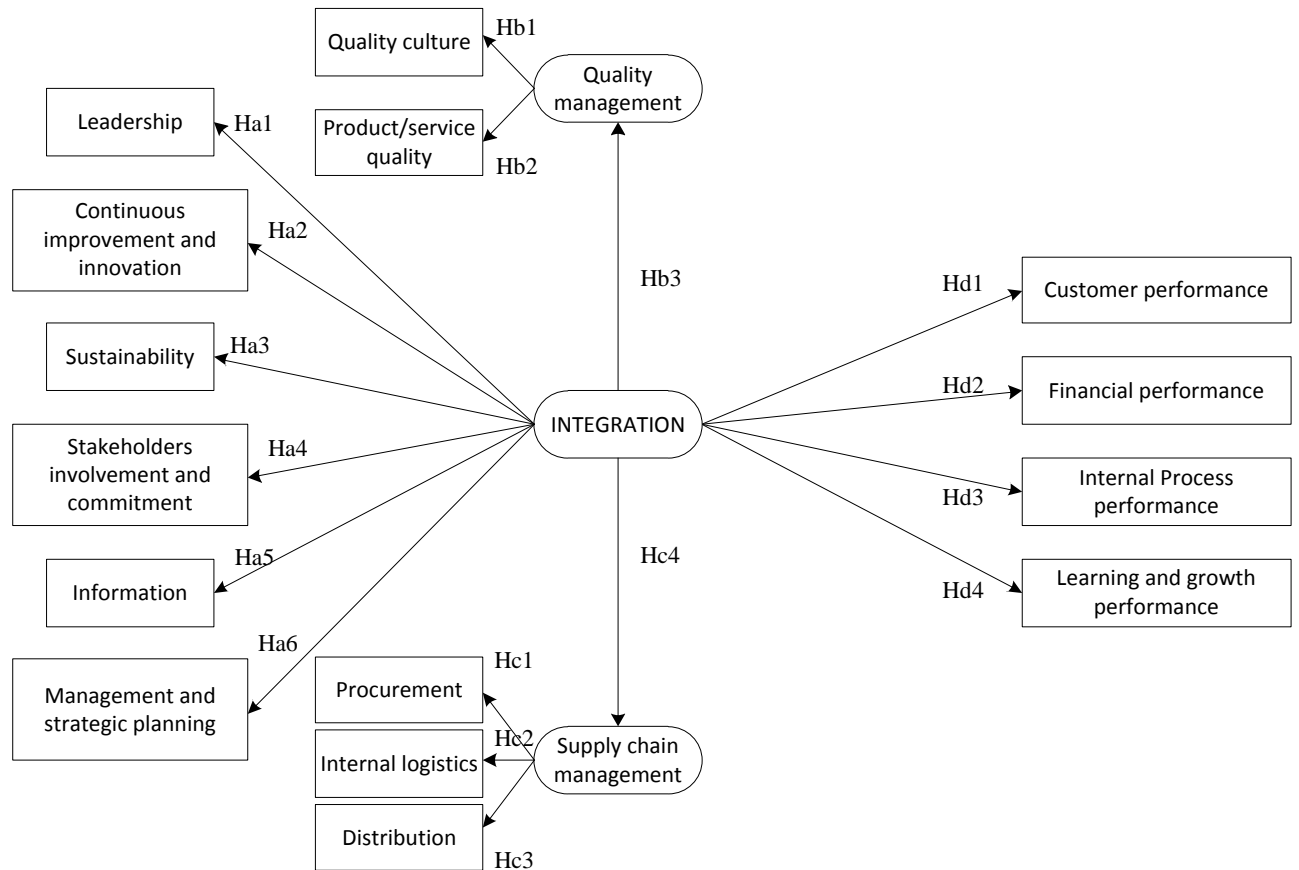 Quality culture
Hb1
Quality
management
Product/service
quality
Hb2
Leadership
Ha1
Continuous
improvement and
innovation
Ha2
Sustainability
Ha3
Stakeholders
involvement and
commitment
Ha4
Information
Ha5
Management and
strategic planning
Ha6
Hb3
INTEGRATION
Hc4
Hd1
Customer performance
Hd2
Financial performance
Hd3
Internal Process
performance
Hd4
Learning and growth
performance
Hc1
Procurement
Hc2
Internal logistics
Supply chain
management
Distribution
Hc3